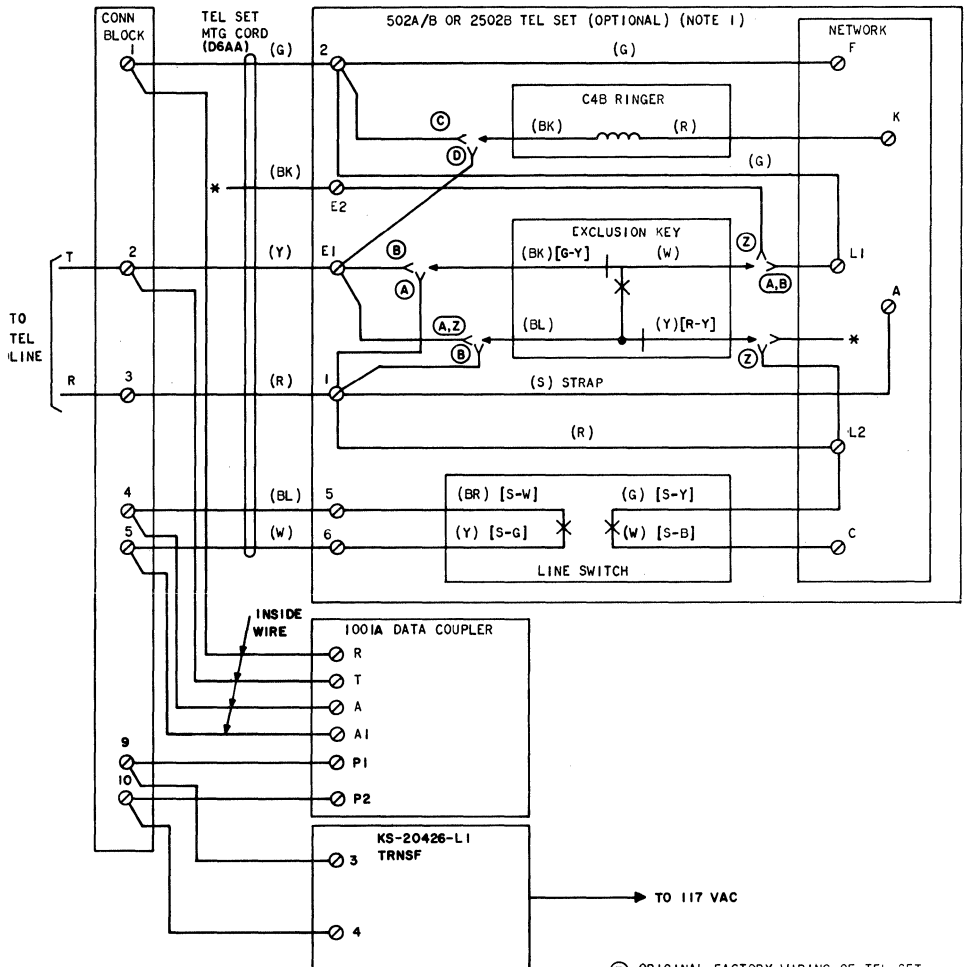 CONN
BLOCK
TEL SET
MTG CORD
(D6AA)
502A/B OR 2502B TEL SET (OPTIONAL) (NOTE 1)
NETWORK
1
(G)
2
(G)
F
C4B RINGER
K
C
(BK)
(R)
D
(G)
(BK)
*
E2
EXCLUSION KEY
T
2
(Y)
E1
B
(BK)[G-Y]
(W)
Z
L1
A
A,B
A
TO
TEL
LINE
A,Z
(BL)
(Y)[R-Y]
*
B
Z
R
3
(R)
1
(S) STRAP
(R)
L2
4
(BL)
5
(BR) [S-W]
(G) [S-Y]
5
(W)
6
(Y) [S-G]
(W) [S-B]
C
LINE SWITCH
INSIDE
WIRE
1001A DATA COUPLER
R
T
A
A1
9
P1
10
P2
KS-20426-L1
TRNSF
3
TO 117 VAC
4